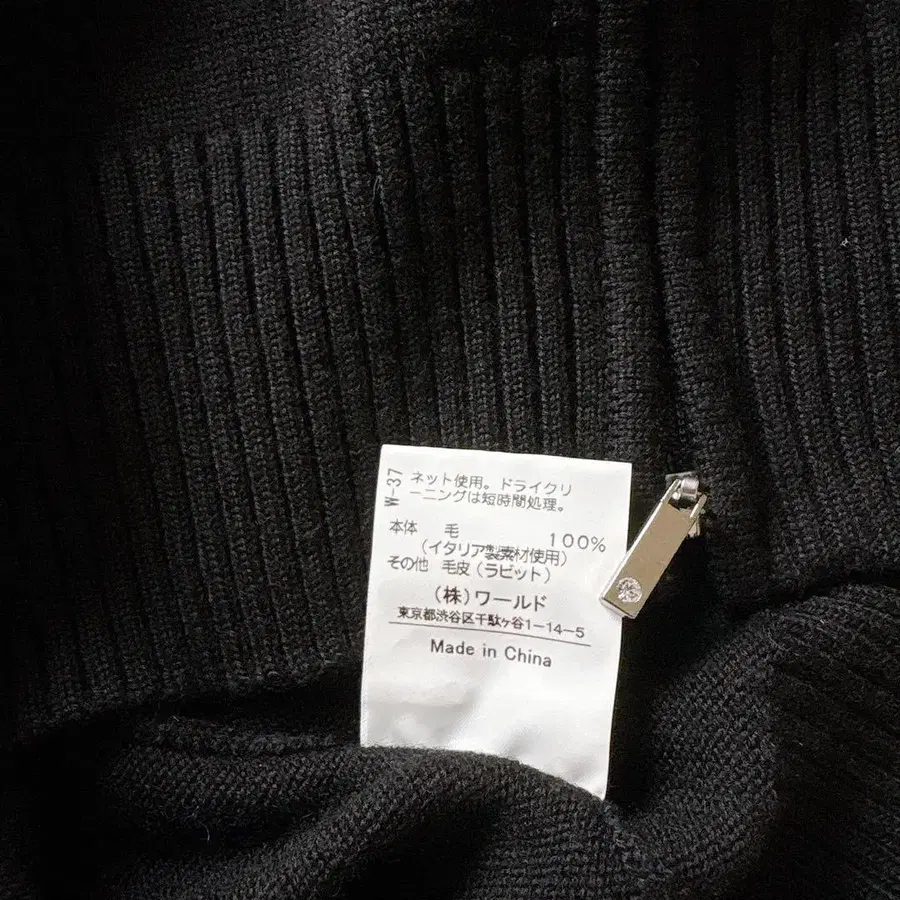 W-37
ネット使用。ドライクリ
ーニングは短時間処理。
本体 毛 100%
(イタリア製素材使用)
その他 毛皮(ラビット)
(株)ワールド
東京都渋谷区千駄ヶ谷1-14-5
Made in China